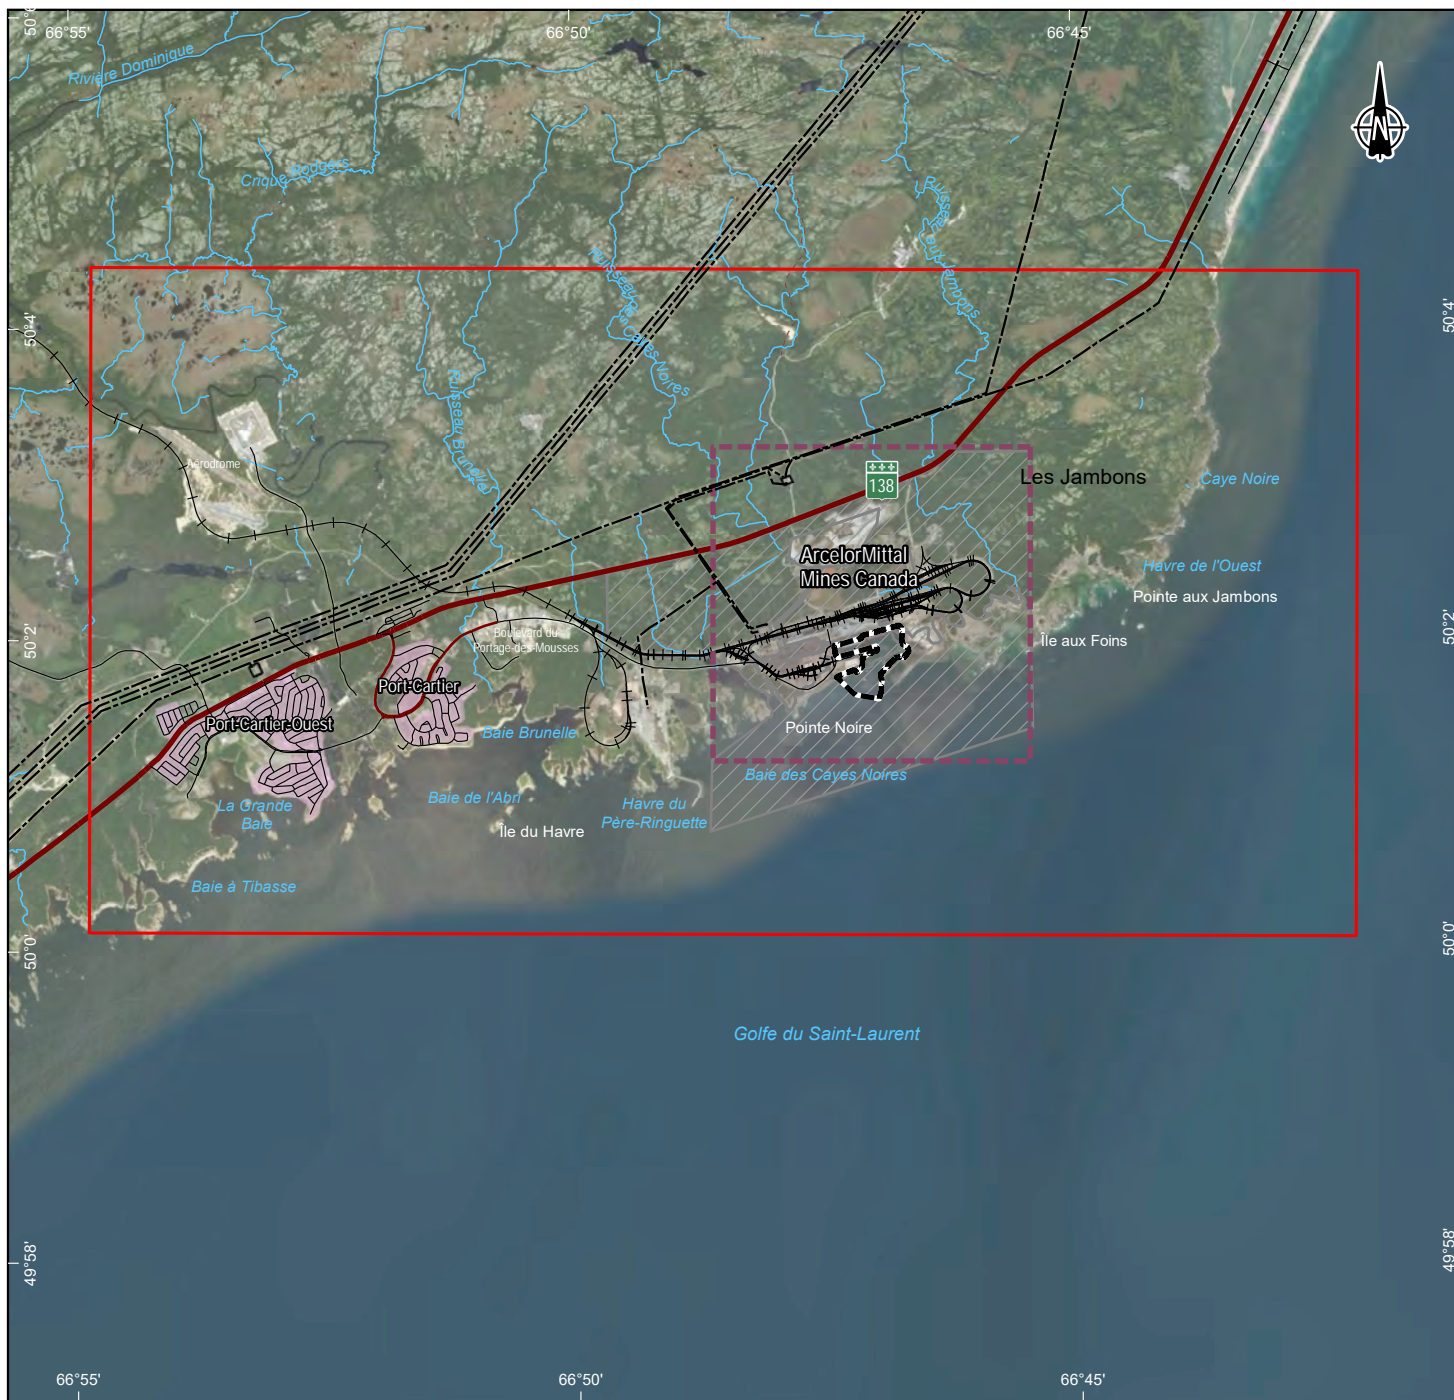 66°55'
66°50'
66°45'
Rivière Dominique
N
Crique Rodgers
Ruisseau aux Jambons
Ruisseau des Cayes Noires
50°4'
50°4'
Ruisseau Brunelle
Aérodrome
138
Les Jambons
Caye Noire
ArcelorMittal
Mines Canada
Havre de l'Ouest
Pointe aux Jambons
50°2'
50°2'
Boulevard du
Portage-des-Mousses
Île aux Foins
Port-Cartier
Port-Cartier-Ouest
Baie Brunelle
Pointe Noire
Baie des Cayes Noires
La Grande
Baie
Baie de l'Abri
Havre du
Père-Ringuette
Île du Havre
Baie à Tibasse
50°0'
50°0'
Golfe du Saint-Laurent
49°58'
49°58'
66°55'
66°50'
66°45'